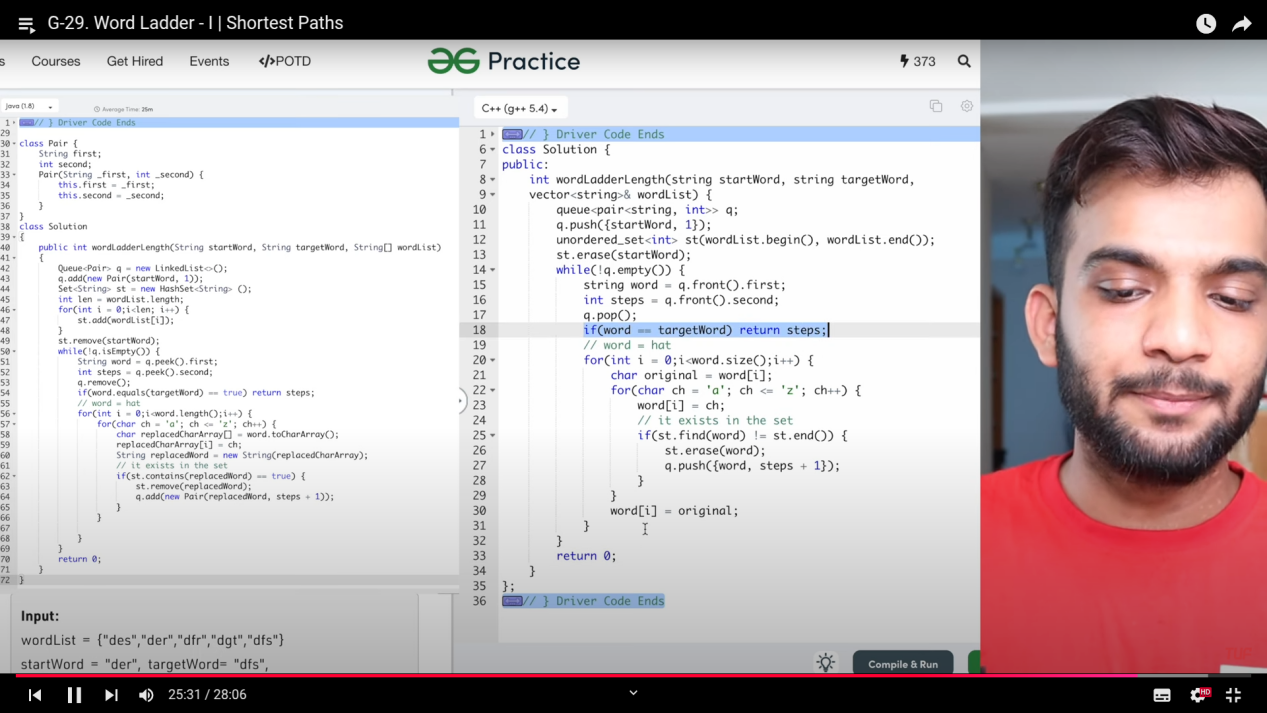 G-29. Word Ladder - I | Shortest Paths
s Courses Get Hired Events </>POTD
Practice
373
Java (1.8) Average Time: 25m
1 // } Driver Code Ends
29
30 class Pair {
31 String first;
32 int second;
33 Pair(String _first, int _second) {
34 this.first = _first;
35 this.second = _second;
36 }
37 }
38 class Solution
39 {
40 public int wordLadderLength(String startWord, String targetWord, String[] wordList)
41 {
42 Queue<Pair> q = new LinkedList<>();
43 q.add(new Pair(startWord, 1));
44 Set<String> st = new HashSet<String> ();
45 int len = wordList.length;
46 for(int i = 0;i<len; i++) {
47 st.add(wordList[i]);
48 }
49 st.remove(startWord);
50 while(!q.isEmpty()) {
51 String word = q.peek().first;
52 int steps = q.peek().second;
53 q.remove();
54 if(word.equals(targetWord) == true) return steps;
55 // word = hat
56 for(int i = 0;i<word.length();i++) {
57 for(char ch = 'a'; ch <= 'z'; ch++) {
58 char replacedCharArray[] = word.toCharArray();
59 replacedCharArray[i] = ch;
60 String replacedWord = new String(replacedCharArray);
61 // it exists in the set
62 if(st.contains(replacedWord) == true) {
63 st.remove(replacedWord);
64 q.add(new Pair(replacedWord, steps + 1));
65 }
66 }
67
68 }
69 }
70 return 0;
71 }
72 }
Input:
wordList = {"des","der","dfr","dgt","dfs"}
startWord = "der", targetWord= "dfs",
C++ (g++ 5.4)
1 // } Driver Code Ends
6 class Solution {
7 public:
8 int wordLadderLength(string startWord, string targetWord,
9 vector<string>& wordList) {
10 queue<pair<string, int>> q;
11 q.push({startWord, 1});
12 unordered_set<int> st(wordList.begin(), wordList.end());
13 st.erase(startWord);
14 while(!q.empty()) {
15 string word = q.front().first;
16 int steps = q.front().second;
17 q.pop();
18 if(word == targetWord) return steps;
19 // word = hat
20 for(int i = 0;i<word.size();i++) {
21 char original = word[i];
22 for(char ch = 'a'; ch <= 'z'; ch++) {
23 word[i] = ch;
24 // it exists in the set
25 if(st.find(word) != st.end()) {
26 st.erase(word);
27 q.push({word, steps + 1});
28 }
29 }
30 word[i] = original;
31 }
32 }
33 return 0;
34 }
35 };
36 // } Driver Code Ends
Compile & Run
25:31 / 28:06
HD